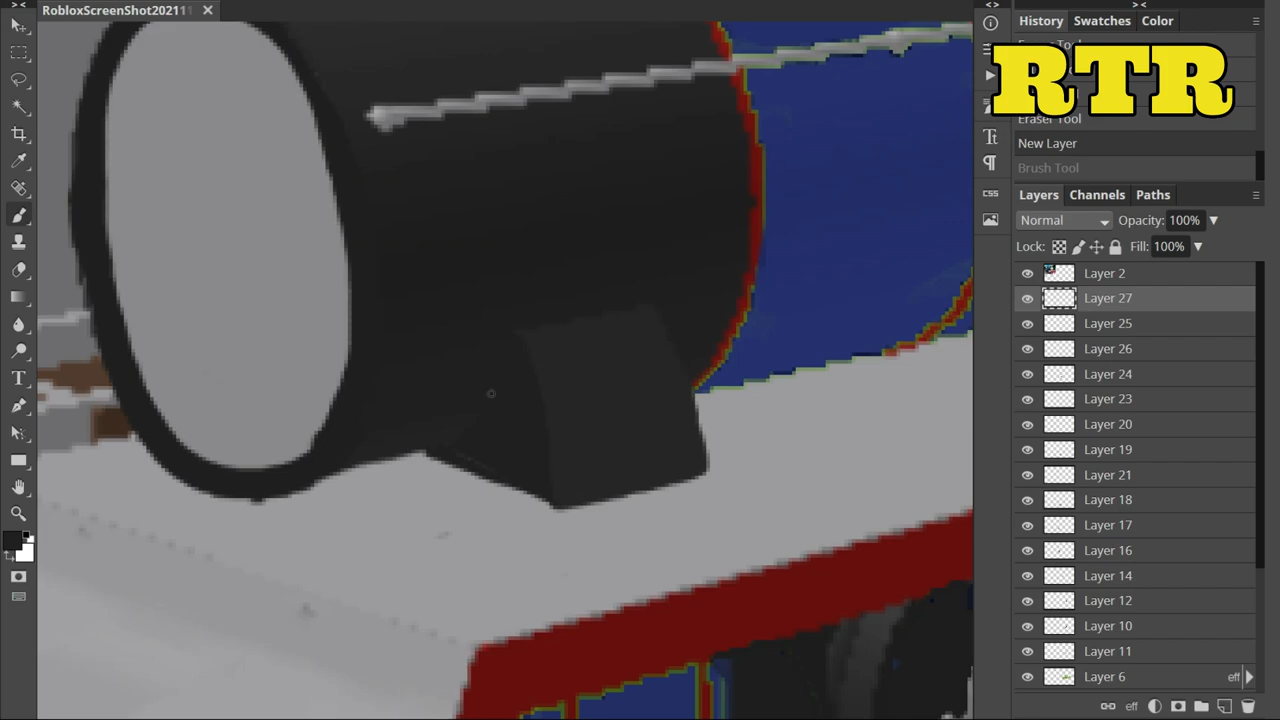 RobloxScreenShot202111
History
Swatches
Color
RTR
Eraser Tool
New Layer
Brush Tool
Layers
Channels
Paths
Normal
Opacity: 100%
Lock:
Fill: 100%
Layer 2
Layer 27
Layer 25
Layer 26
Layer 24
Layer 23
Layer 20
Layer 19
Layer 21
Layer 18
Layer 17
Layer 16
Layer 14
Layer 12
Layer 10
Layer 11
Layer 6
eff
css
eff